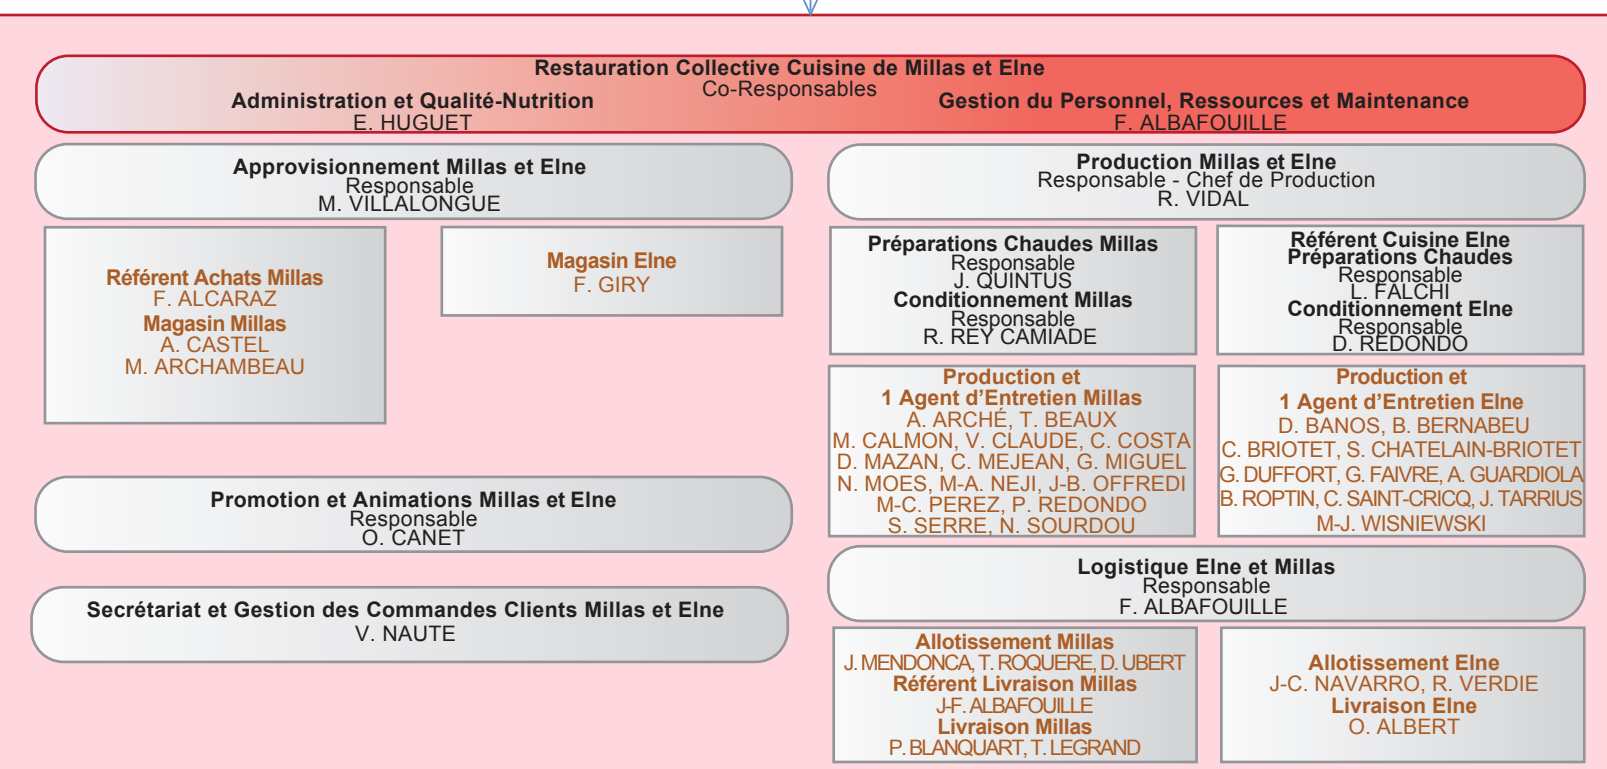 Restauration Collective Cuisine de Millas et Elne
Co-Responsables
Administration et Qualité-Nutrition
E. HUGUET
Gestion du Personnel, Ressources et Maintenance
F. ALBAFOUILLE
Approvisionnement Millas et Elne
Responsable
M. VILLALONGUE
Référent Achats Millas
F. ALCARAZ
Magasin Millas
A. CASTEL
M. ARCHAMBEAU
Magasin Elne
F. GIRY
Promotion et Animations Millas et Elne
Responsable
O. CANET
Secrétariat et Gestion des Commandes Clients Millas et Elne
V. NAUTE
Production Millas et Elne
Responsable - Chef de Production
R. VIDAL
Préparations Chaudes Millas
Responsable
J. QUINTUS
Conditionnement Millas
Responsable
R. REY CAMIADE
Référent Cuisine Elne
Préparations Chaudes
Responsable
L. FALCHI
Conditionnement Elne
Responsable
D. REDONDO
Production et
1 Agent d’Entretien Millas
A. ARCHÉ, T. BEAUX
M. CALMON, V. CLAUDE, C. COSTA
D. MAZAN, C. MEJEAN, G. MIGUEL
N. MOES, M-A. NEJI, J-B. OFFREDI
M-C. PEREZ, P. REDONDO
S. SERRE, N. SOURDOU
Production et
1 Agent d’Entretien Elne
D. BANOS, B. BERNABEU
C. BRIOTET, S. CHATELAIN-BRIOTET
G. DUFFORT, G. FAIVRE, A. GUARDIOLA
B. ROPTIN, C. SAINT-CRICQ, J. TARRIUS
M-J. WISNIEWSKI
Logistique Elne et Millas
Responsable
F. ALBAFOUILLE
Allotissement Millas
J. MENDONCA, T. ROQUERE, D. UBERT
Référent Livraison Millas
J-F. ALBAFOUILLE
Livraison Millas
P. BLANQUART, T. LEGRAND
Allotissement Elne
J-C. NAVARRO, R. VERDIE
Livraison Elne
O. ALBERT